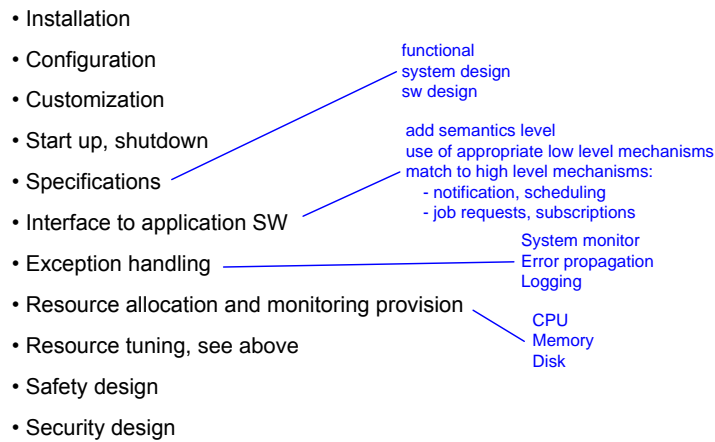 • Installation
• Configuration
• Customization
• Start up, shutdown
• Specifications
functional
system design
sw design
• Interface to application SW
add semantics level
use of appropriate low level mechanisms
match to high level mechanisms:
- notification, scheduling
- job requests, subscriptions
• Exception handling
System monitor
Error propagation
Logging
• Resource allocation and monitoring provision
CPU
Memory
Disk
• Resource tuning, see above
• Safety design
• Security design